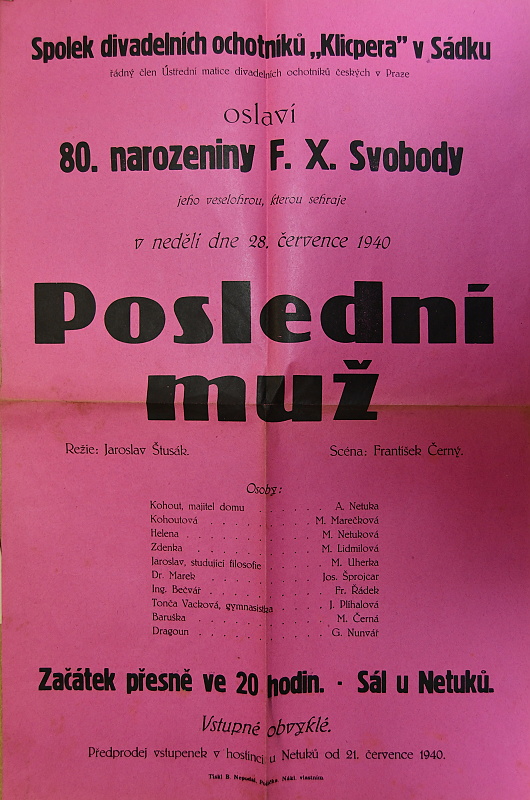 Spolek divadelních ochotníků „Klicpera” v Sádku
řádný člen Ústřední matice divadelních ochotníků českých v Praze
oslaví
80. narozeniny F. X. Svobody
jeho veselohrou, kterou sehraje
v neděli dne 28. července 1940
Poslední
muž
Režie: Jaroslav Štusák. Scéna: František Černý.
Osoby:
Kohout, majitel domu . . . . . A. Netuka
Kohoutová . . . . . . . . M. Marečková
Helena . . . . . . . . . M. Netuková
Zdenka . . . . . . . . . M. Lidmilová
Jaroslav, studující filosofie . . . . M. Uherka
Dr. Marek . . . . . . . . Jos. Šprojcar
Ing. Bečvář . . . . . . . . Fr. Řádek
Tonča Vacková, gymnasistka . . . J. Plíhalová
Baruška . . . . . . . . . M. Černá
Dragoun . . . . . . . . . G. Nunvář
Začátek přesně ve 20 hodin. - Sál u Netuků.
Vstupné obvyklé.
Předprodej vstupenek v hostinci u Netuků od 21. července 1940.
Tiskl B. Nákl. vlastním.